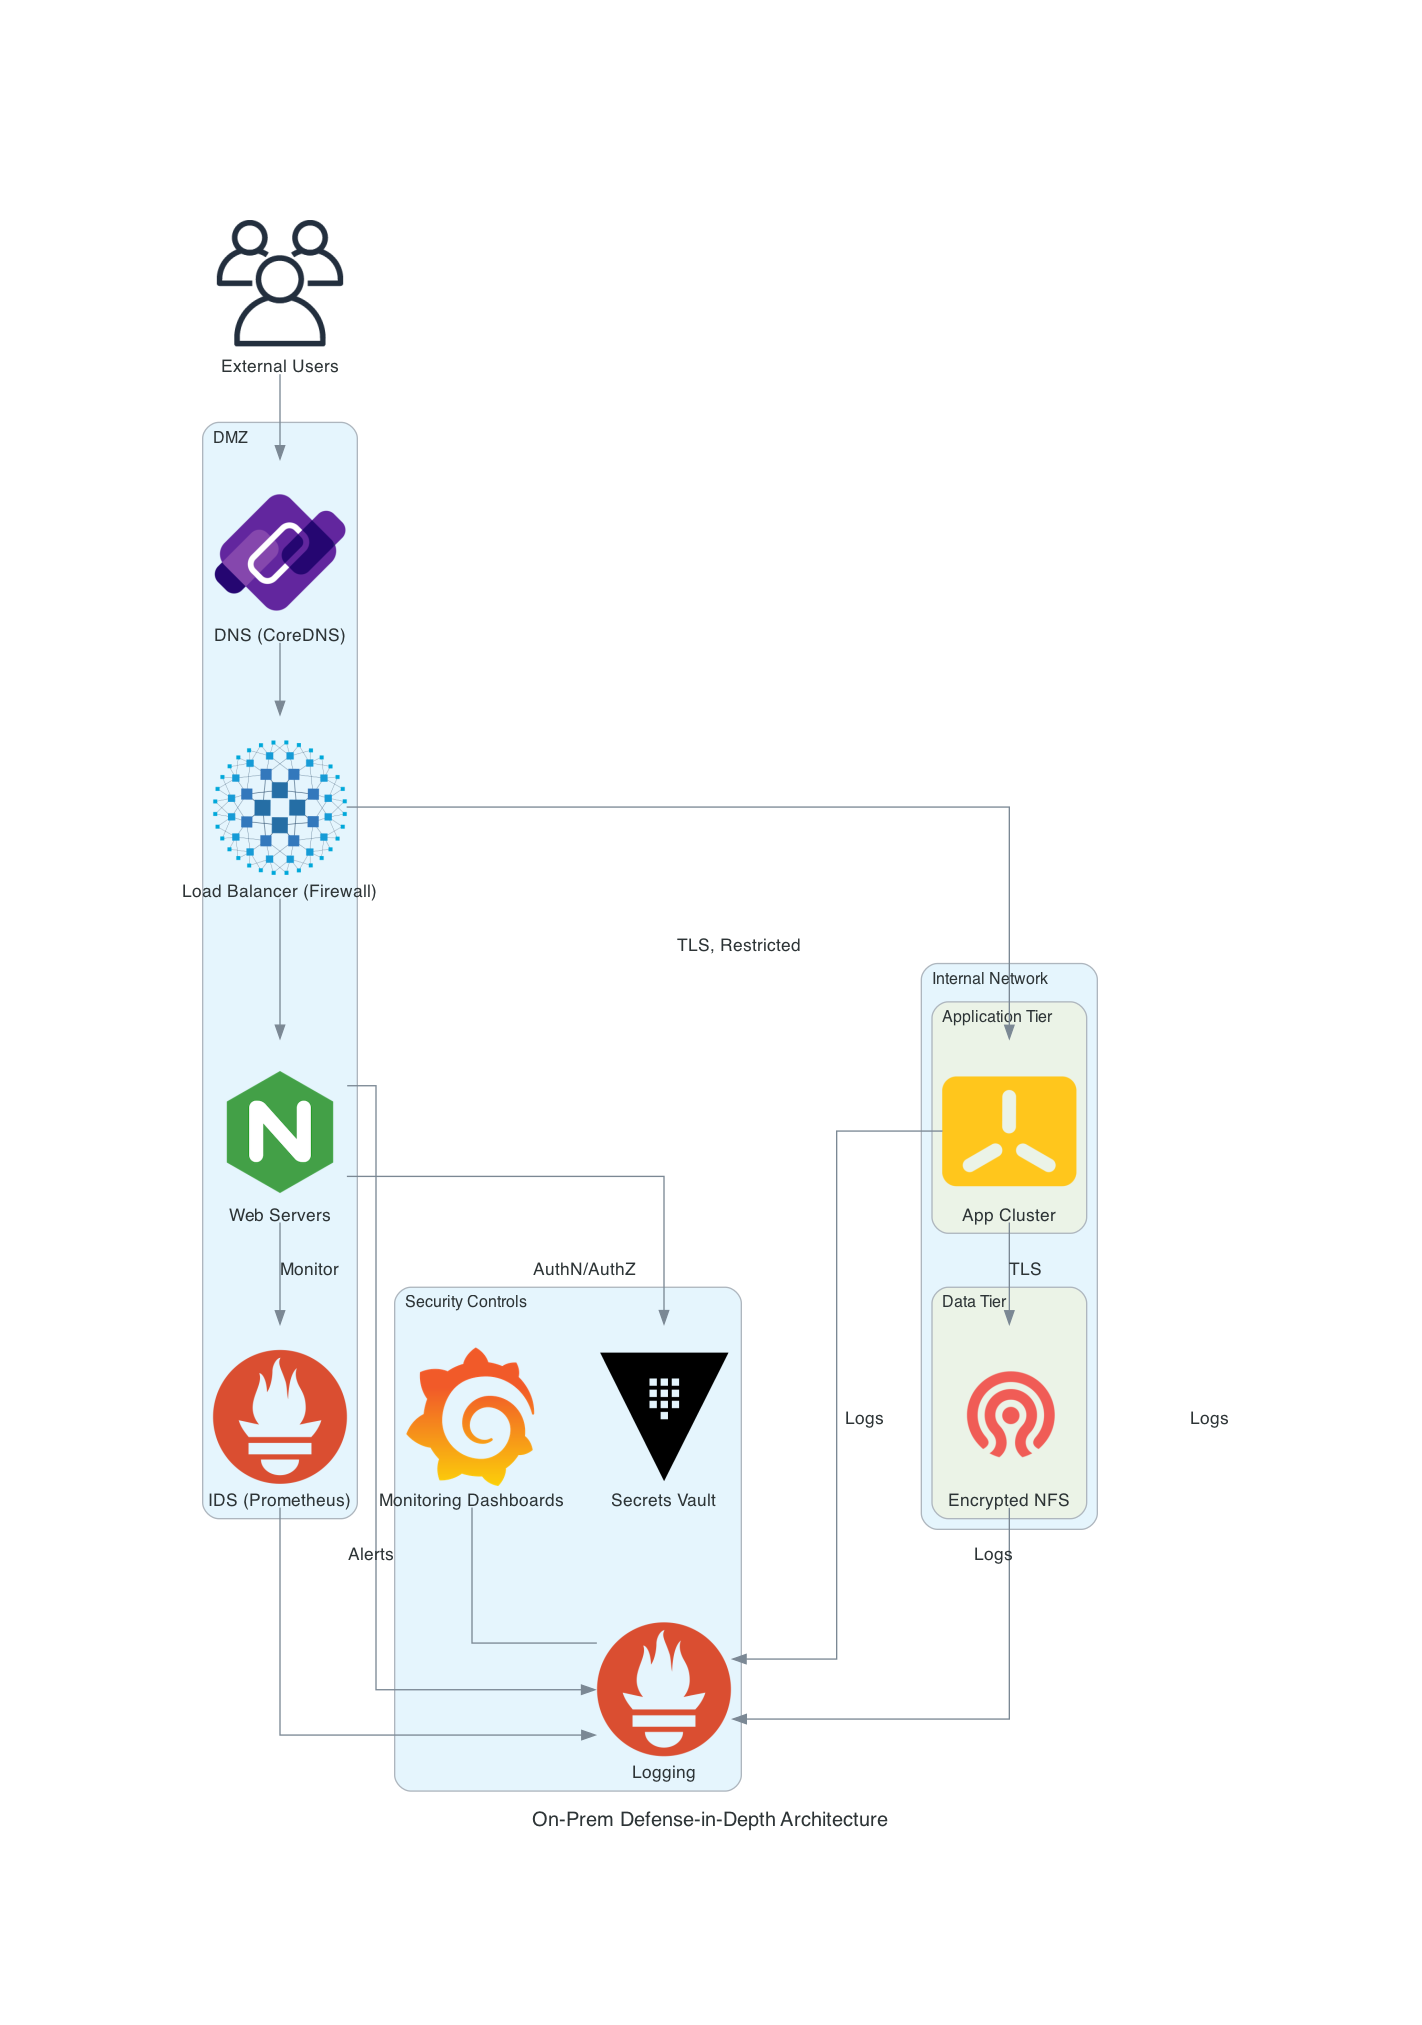 External Users
DMZ
DNS (CoreDNS)
Load Balancer (Firewall)
TLS, Restricted
Internal Network
Application Tier
Web Servers
App Cluster
Monitor
AuthN/AuthZ
TLS
Security Controls
Data Tier
Logs
Logs
IDS (Prometheus)
Monitoring Dashboards
Secrets Vault
Encrypted NFS
Alerts
Logs
Logging
On-Prem Defense-in-Depth Architecture